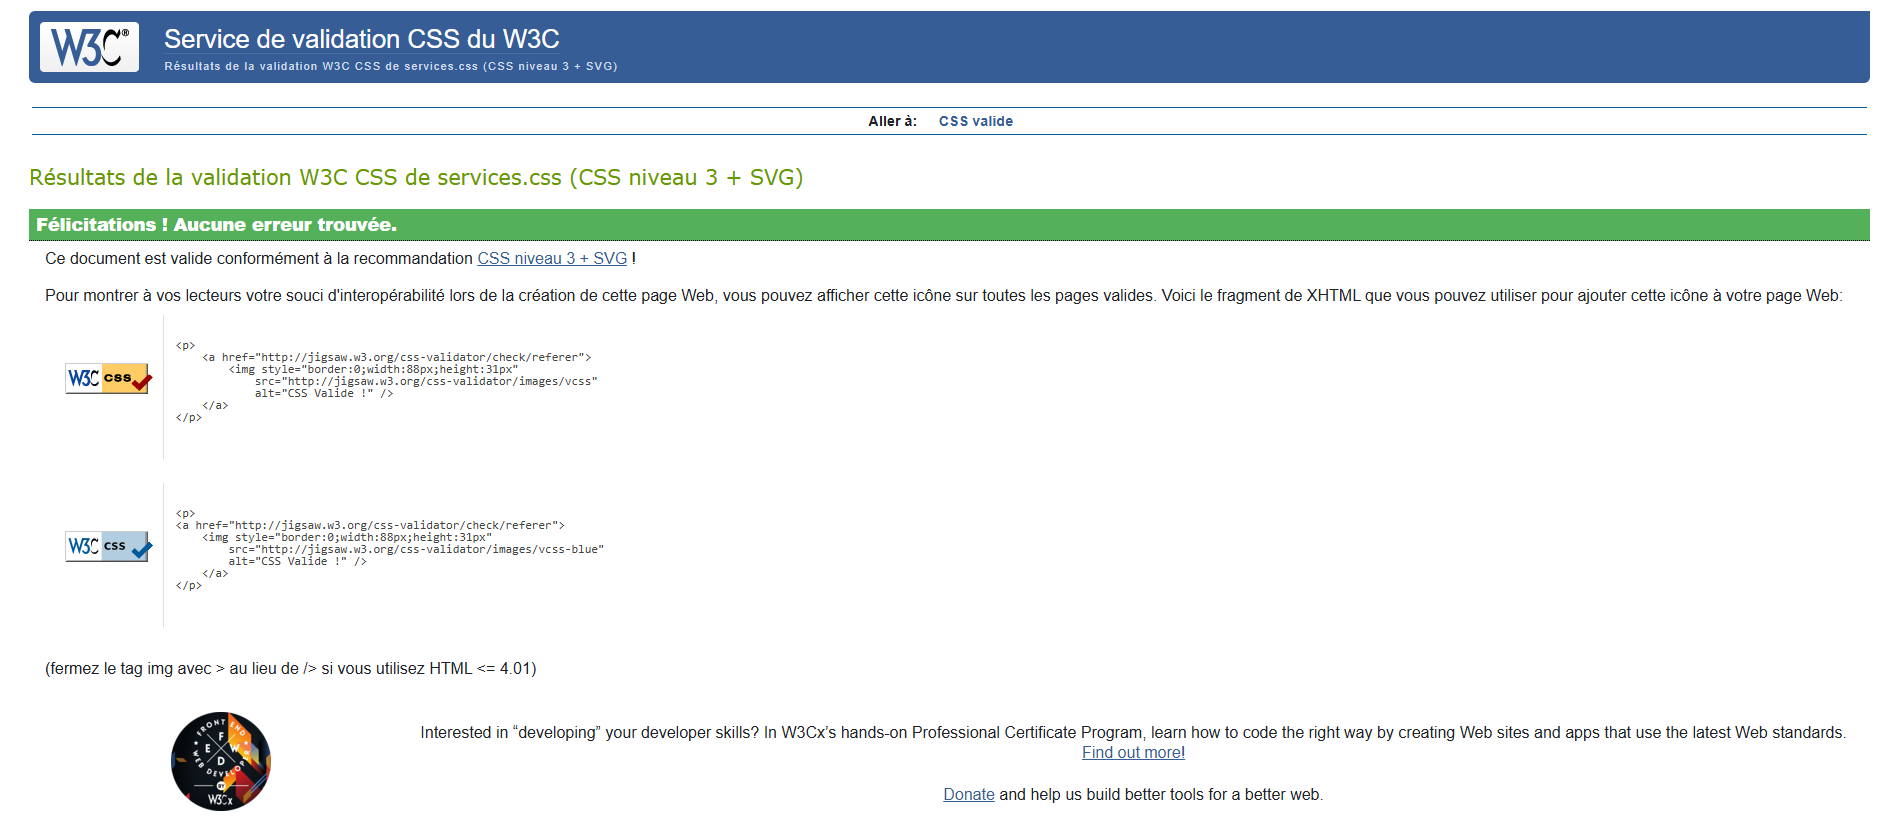 W3C®
Service de validation CSS du W3C
Résultats de la validation W3C CSS de services.css (CSS niveau 3 + SVG)
Aller à: CSS valide
Résultats de la validation W3C CSS de services.css (CSS niveau 3 + SVG)
Félicitations ! Aucune erreur trouvée.
Ce document est valide conformément à la recommandation CSS niveau 3 + SVG !
Pour montrer à vos lecteurs votre souci d'interopérabilité lors de la création de cette page Web, vous pouvez afficher cette icône sur toutes les pages valides. Voici le fragment de XHTML que vous pouvez utiliser pour ajouter cette icône à votre page Web:
W3C css
<p>
<a href="http://jigsaw.w3.org/css-validator/check/referer">
<img style="border:0;width:88px;height:31px"
src="http://jigsaw.w3.org/css-validator/images/vcss"
alt="CSS Valide !" />
</a>
</p>
W3C css
<p>
<a href="http://jigsaw.w3.org/css-validator/check/referer">
<img style="border:0;width:88px;height:31px"
src="http://jigsaw.w3.org/css-validator/images/vcss-blue"
alt="CSS Valide !" />
</a>
</p>
(fermez le tag img avec > au lieu de /> si vous utilisez HTML <= 4.01)
FRONT END
F
E W
D
WEB DEVELOPER
BY
W3Cx
Interested in “developing” your developer skills? In W3Cx’s hands-on Professional Certificate Program, learn how to code the right way by creating Web sites and apps that use the latest Web standards.
Find out more!
Donate and help us build better tools for a better web.